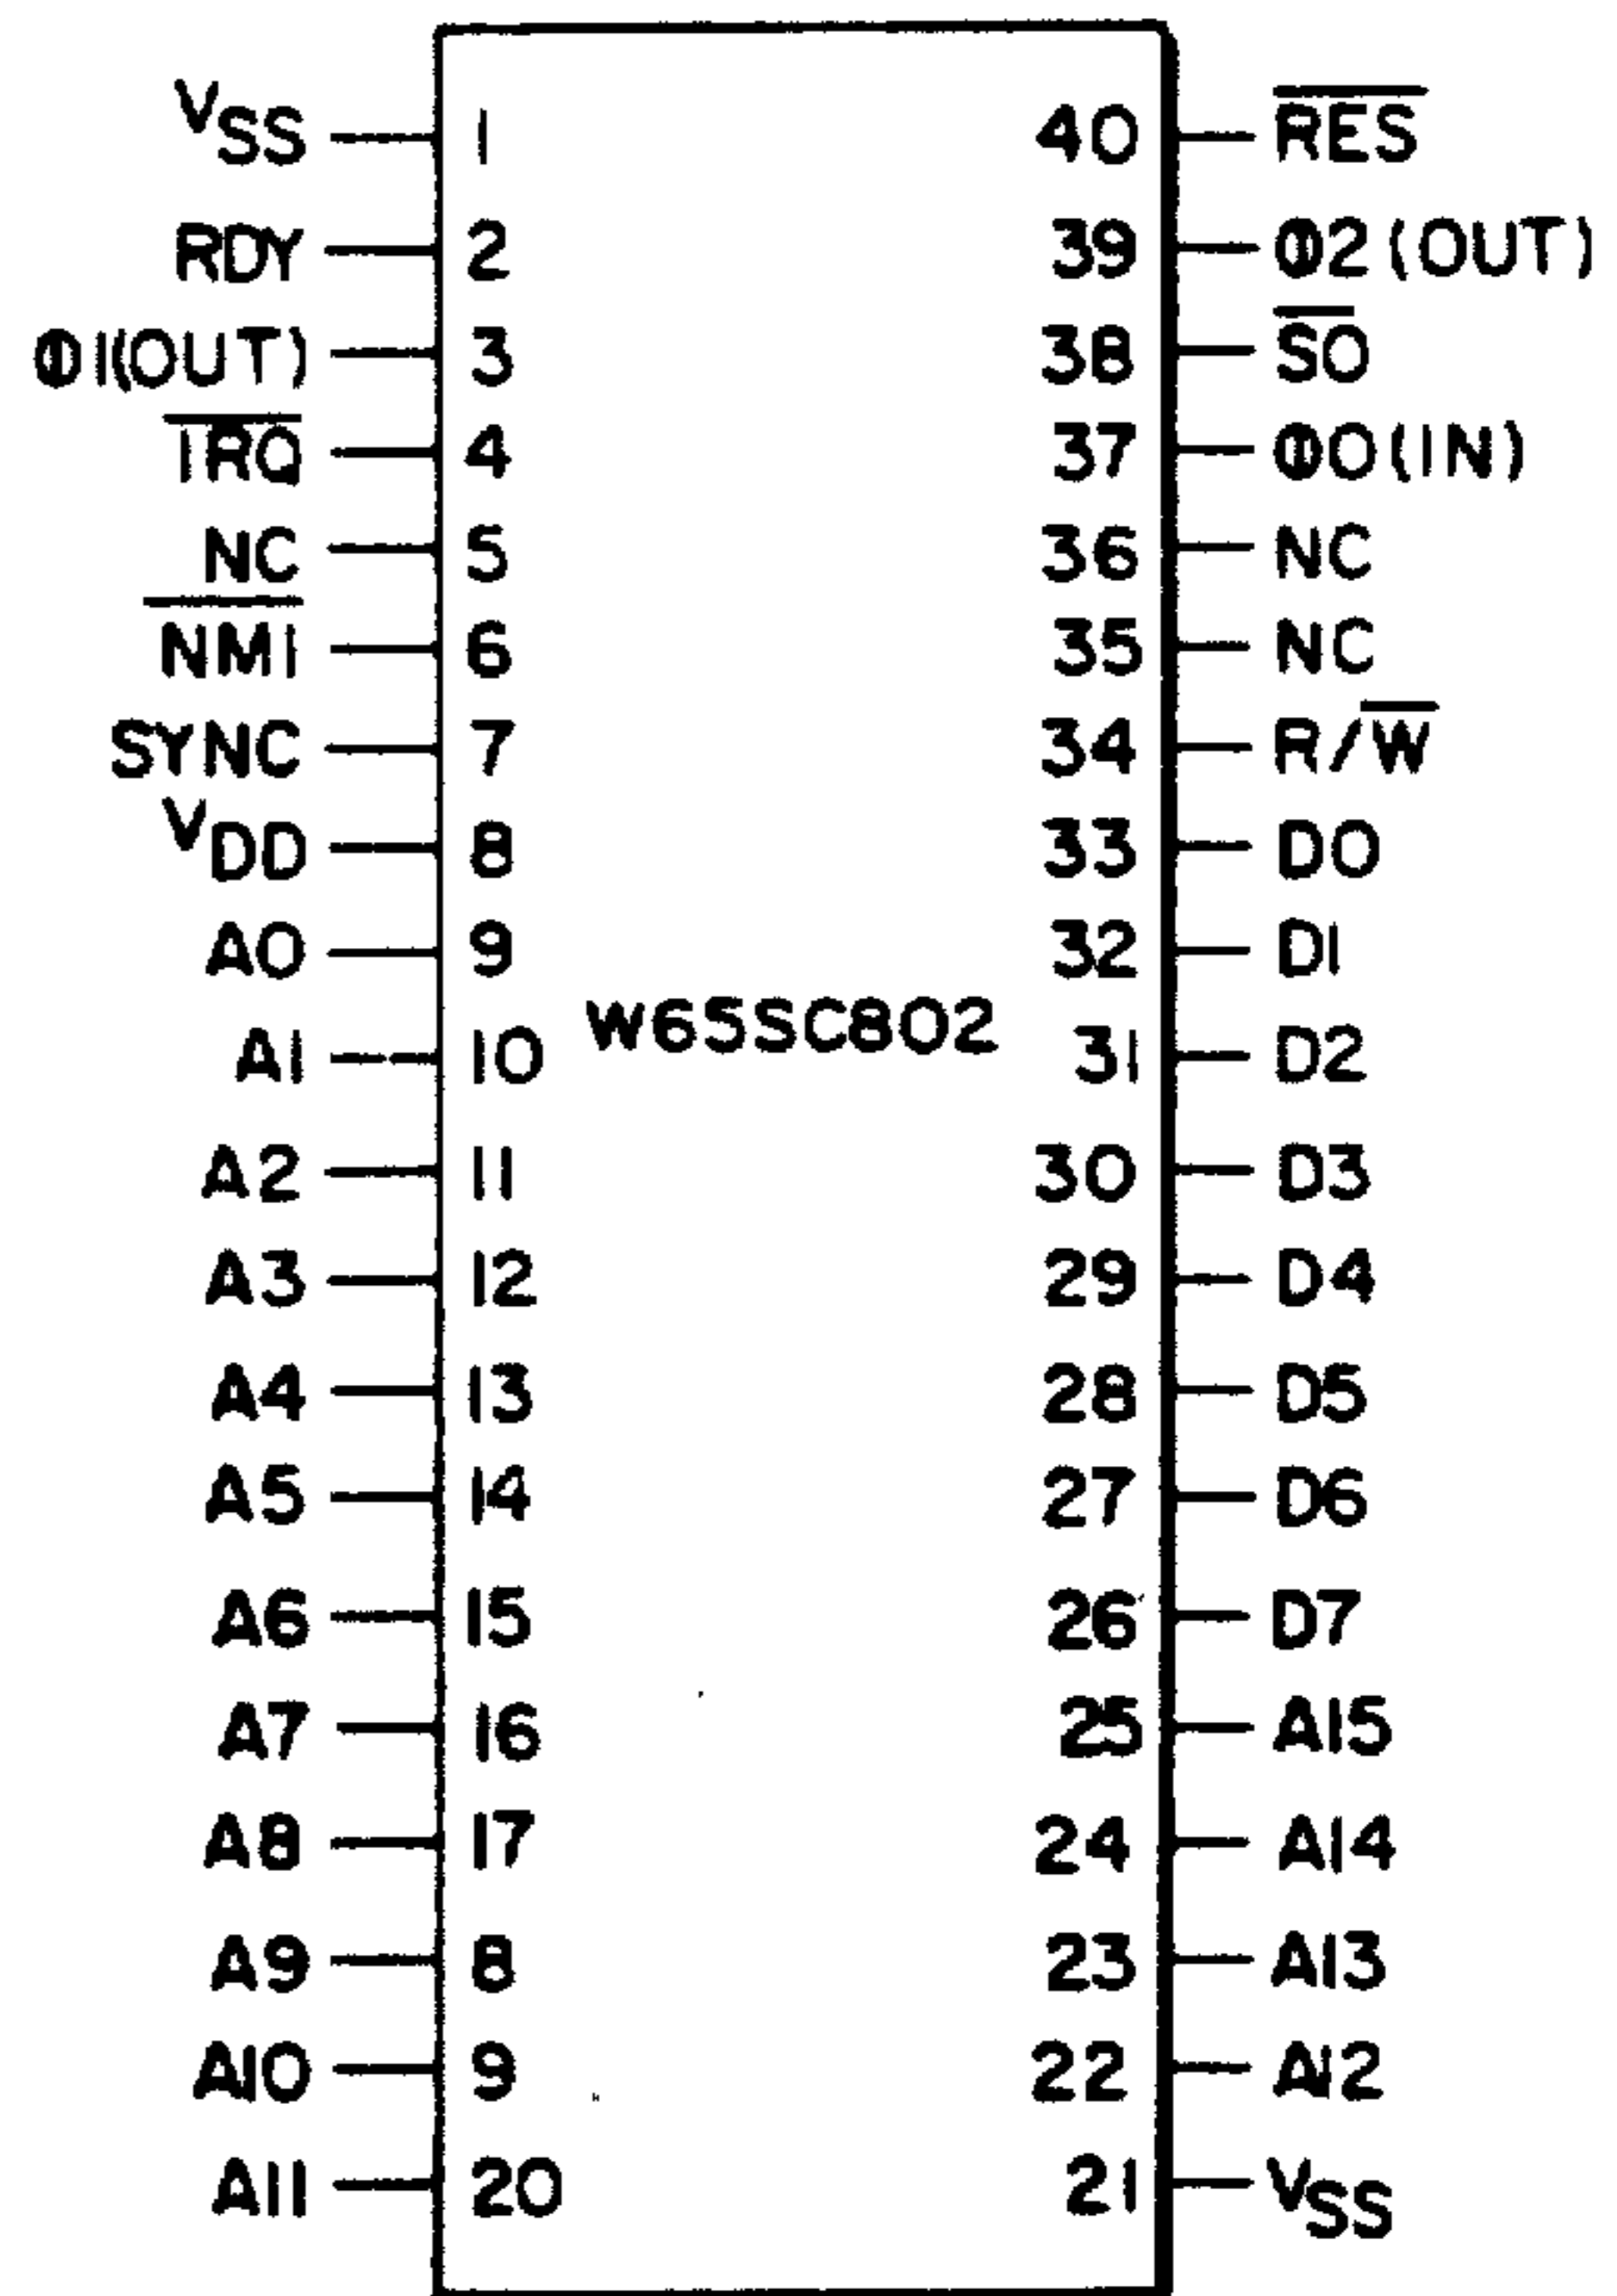 VSS 1 40 R̅E̅S̅
RDY 2 39 Φ2(OUT)
Φ1(OUT) 3 38 S̅O̅
I̅R̅Q̅ 4 37 Φ0(IN)
NC 5 36 NC
N̅M̅I̅ 6 35 NC
SYNC 7 34 R/W̅
VDD 8 33 D0
A0 9 32 D1
W65SC802
A1 10 31 D2
A2 11 30 D3
A3 12 29 D4
A4 13 28 D5
A5 14 27 D6
A6 15 26 D7
A7 16 25 A15
A8 17 24 A14
A9 8 23 A13
A10 9 22 A12
A11 20 21 VSS